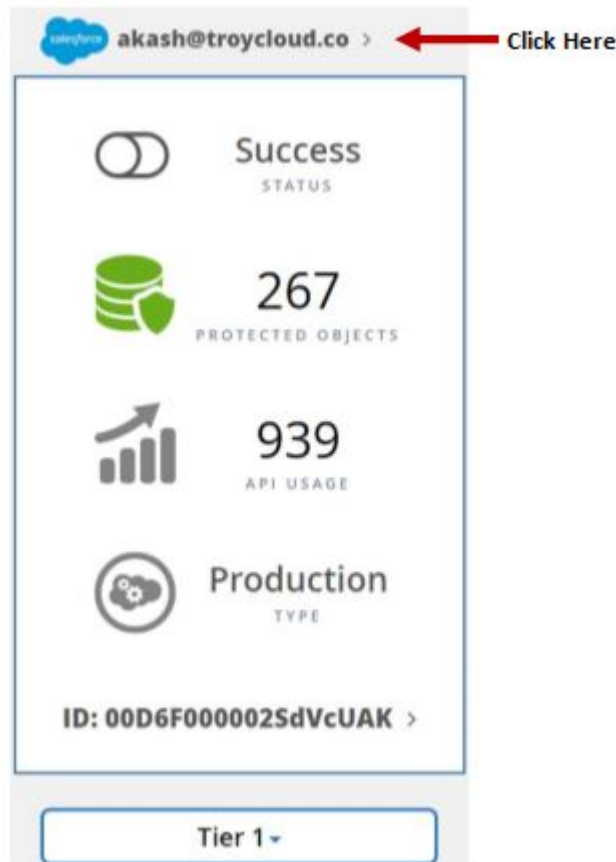 salesforce akash@troycloud.co > Click Here
Success
STATUS
267
PROTECTED OBJECTS
939
API USAGE
Production
TYPE
ID: 00D6F000002SdVcUAK >
Tier 1